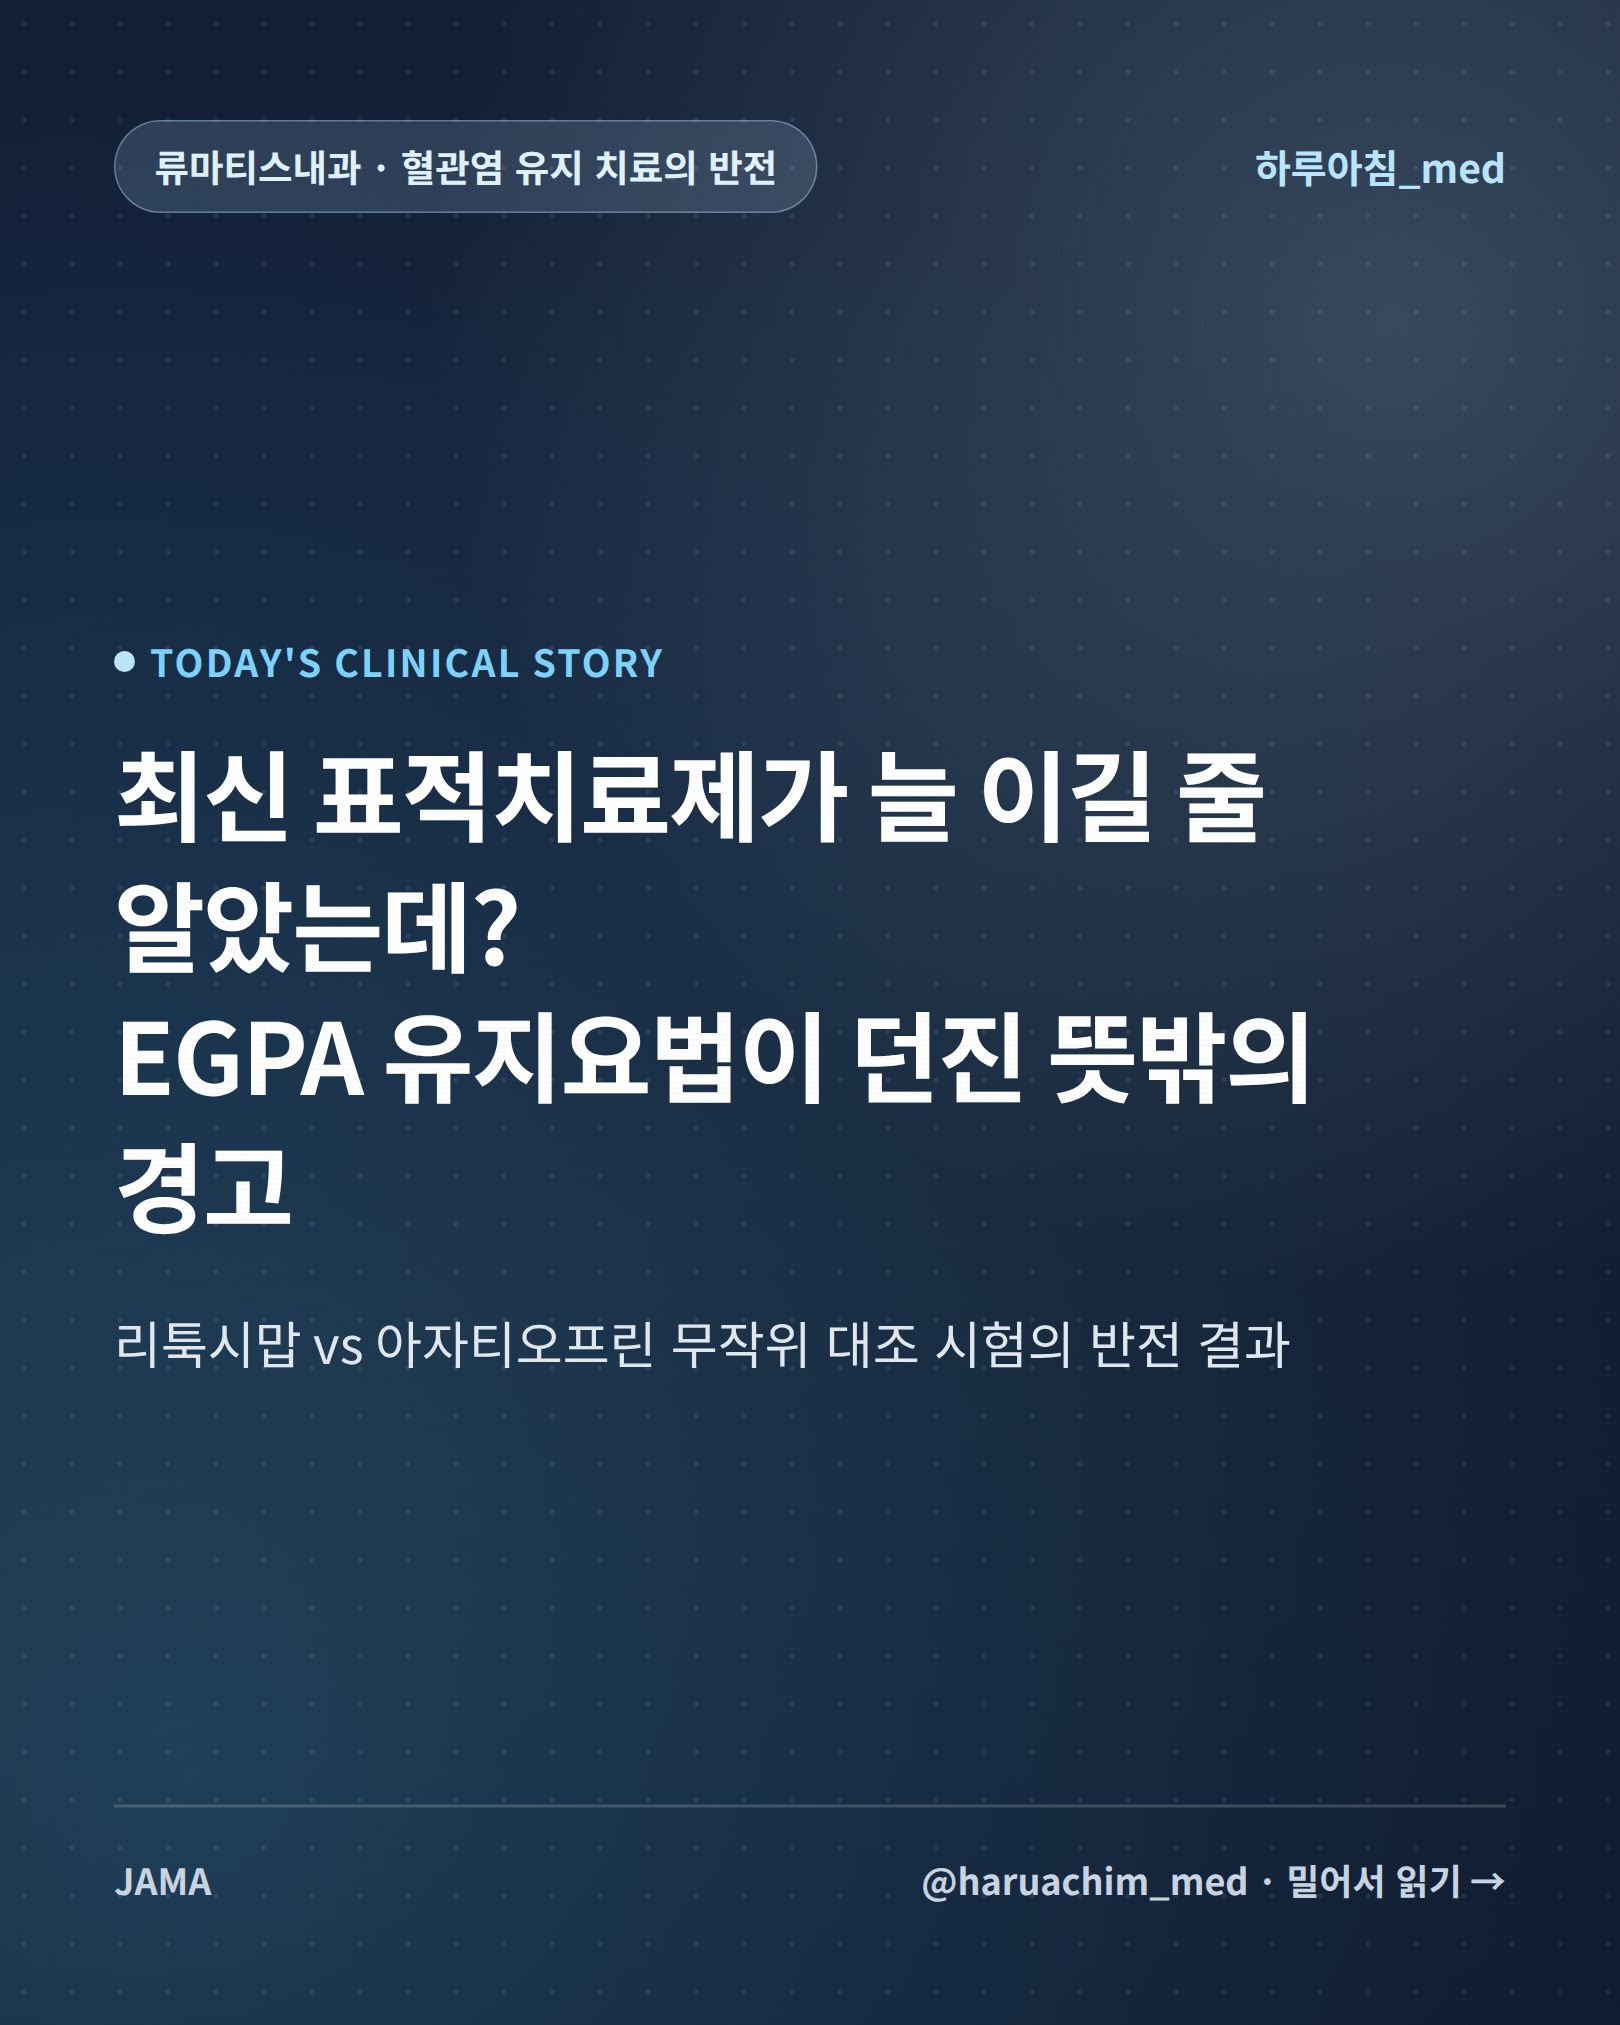 류마티스내과 · 혈관염 유지 치료의 반전
하루아침_med
TODAY'S CLINICAL STORY
최신 표적치료제가 늘 이길 줄
알았는데?
EGPA 유지요법이 던진 뜻밖의
경고
리툭시맙 vs 아자티오프린 무작위 대조 시험의 반전 결과
JAMA
@haruachim_med · 밀어서 읽기 →